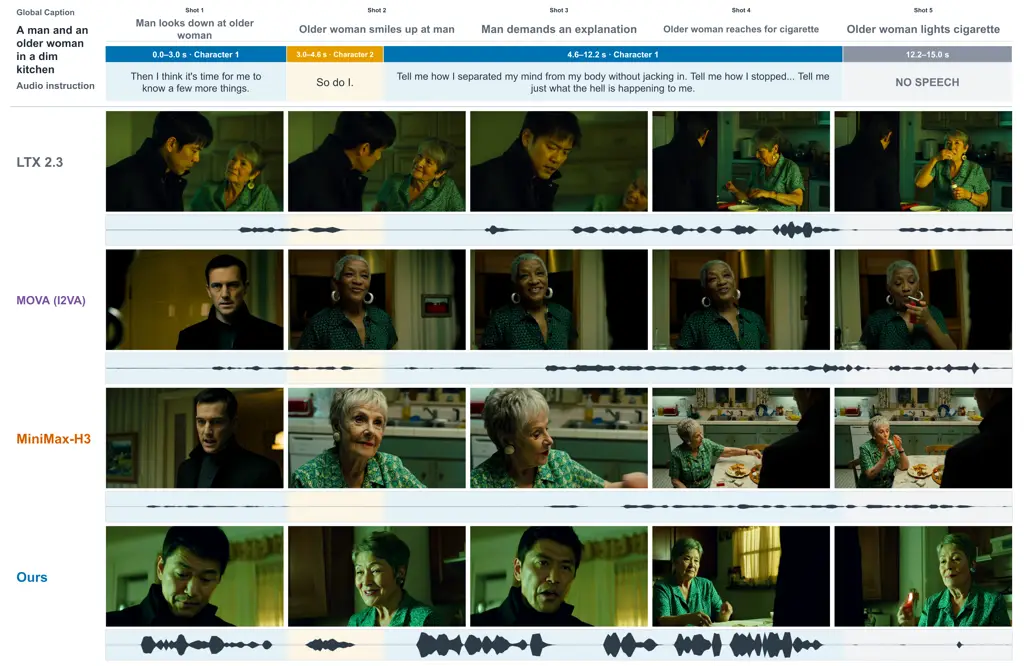 Global Caption
A man and an
older woman
in a dim
kitchen
Audio instruction
Shot 1
Man looks down at older
woman
Shot 2
Older woman smiles up at man
Shot 3
Man demands an explanation
Shot 4
Older woman reaches for cigarette
Shot 5
Older woman lights cigarette
0.0–3.0 s · Character 1
3.0–4.6 s · Character 2
4.6–12.2 s · Character 1
12.2–15.0 s
Then I think it's time for me to
know a few more things.
So do I.
Tell me how I separated my mind from my body without jacking in. Tell me how I stopped... Tell me
just what the hell is happening to me.
NO SPEECH
LTX 2.3
MOVA (I2VA)
MiniMax-H3
Ours